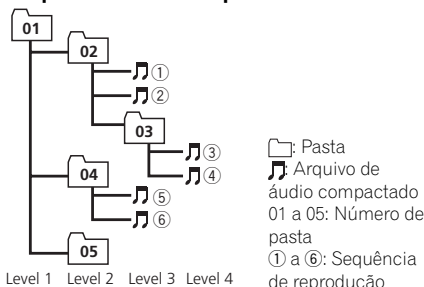 01
02
①
②
03
③
④
04
⑤
⑥
05
Level 1 Level 2 Level 3 Level 4
: Pasta
: Arquivo de
áudio compactado
01 a 05: Número de
pasta
① a ⑥: Sequência
de reprodução